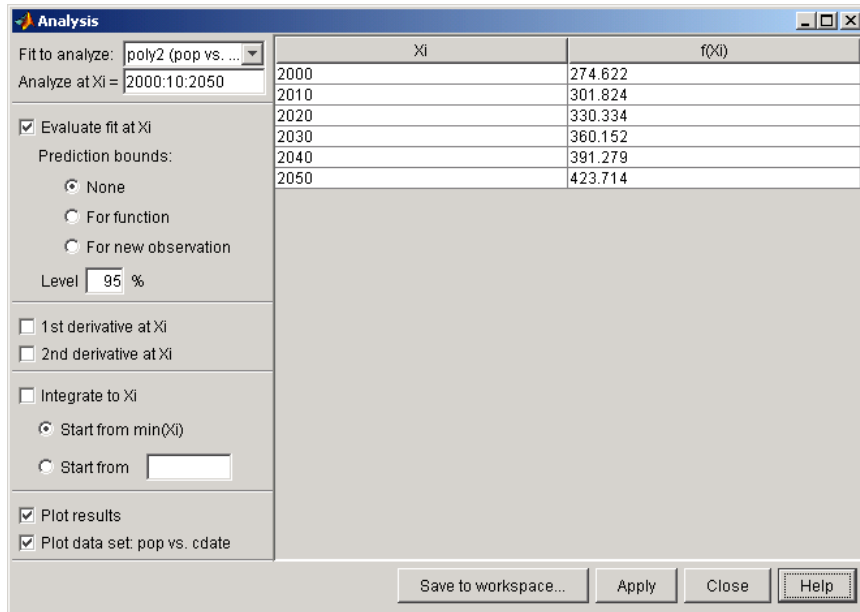 Analysis
Fit to analyze: poly2 (pop vs. ...
Analyze at Xi = 2000:10:2050
Evaluate fit at Xi
Prediction bounds:
None
For function
For new observation
Level 95 %
1st derivative at Xi
2nd derivative at Xi
Integrate to Xi
Start from min(Xi)
Start from
Plot results
Plot data set: pop vs. cdate
Xi f(Xi)
2000 274.622
2010 301.824
2020 330.334
2030 360.152
2040 391.279
2050 423.714
Save to workspace... Apply Close Help